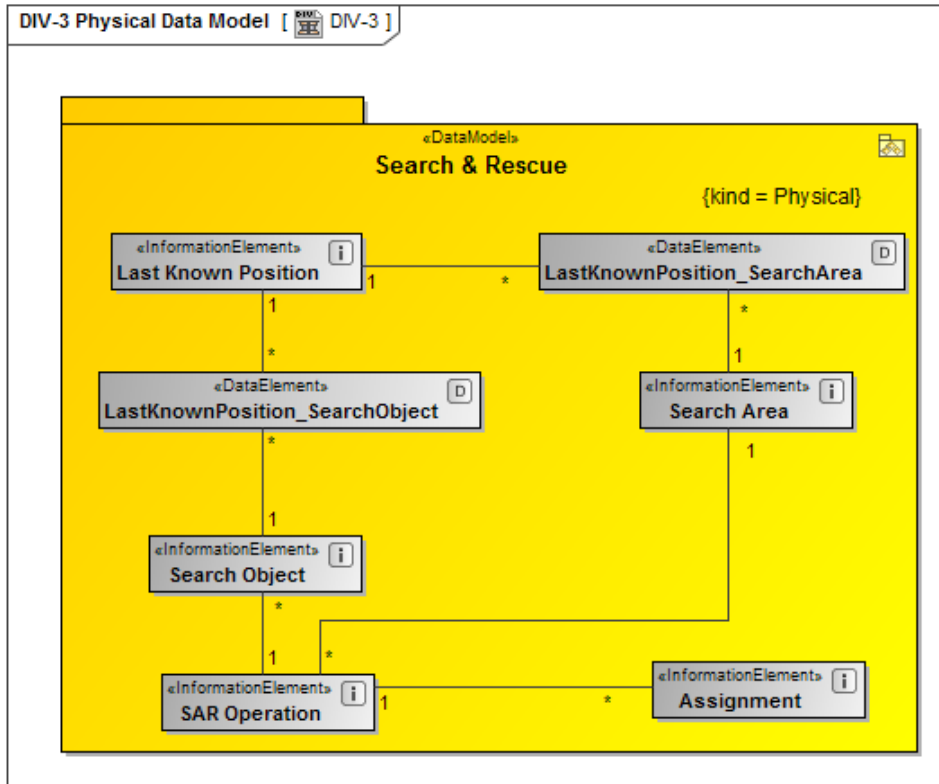 DIV-3 Physical Data Model [ DIV DIV-3 ]
«DataModel»
Search & Rescue
{kind = Physical}
«InformationElement» i
Last Known Position
«DataElement» D
LastKnownPosition_SearchArea
1
*
1
*
*
1
«DataElement» D
LastKnownPosition_SearchObject
«InformationElement» i
Search Area
*
1
1
«InformationElement» i
Search Object
*
1
*
«InformationElement» i
SAR Operation
1
*
«InformationElement» i
Assignment